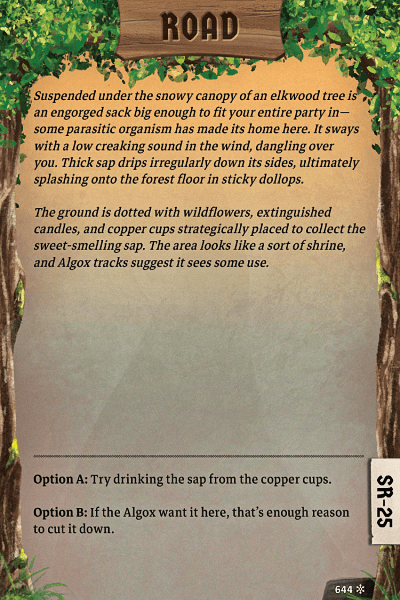 ROAD
Suspended under the snowy canopy of an elkwood tree is
an engorged sack big enough to fit your entire party in—
some parasitic organism has made its home here. It sways
with a low creaking sound in the wind, dangling over
you. Thick sap drips irregularly down its sides, ultimately
splashing onto the forest floor in sticky dollops.
The ground is dotted with wildflowers, extinguished
candles, and copper cups strategically placed to collect the
sweet-smelling sap. The area looks like a sort of shrine,
and Algox tracks suggest it sees some use.
Option A: Try drinking the sap from the copper cups.
Option B: If the Algox want it here, that's enough reason
to cut it down.
SR-25
644